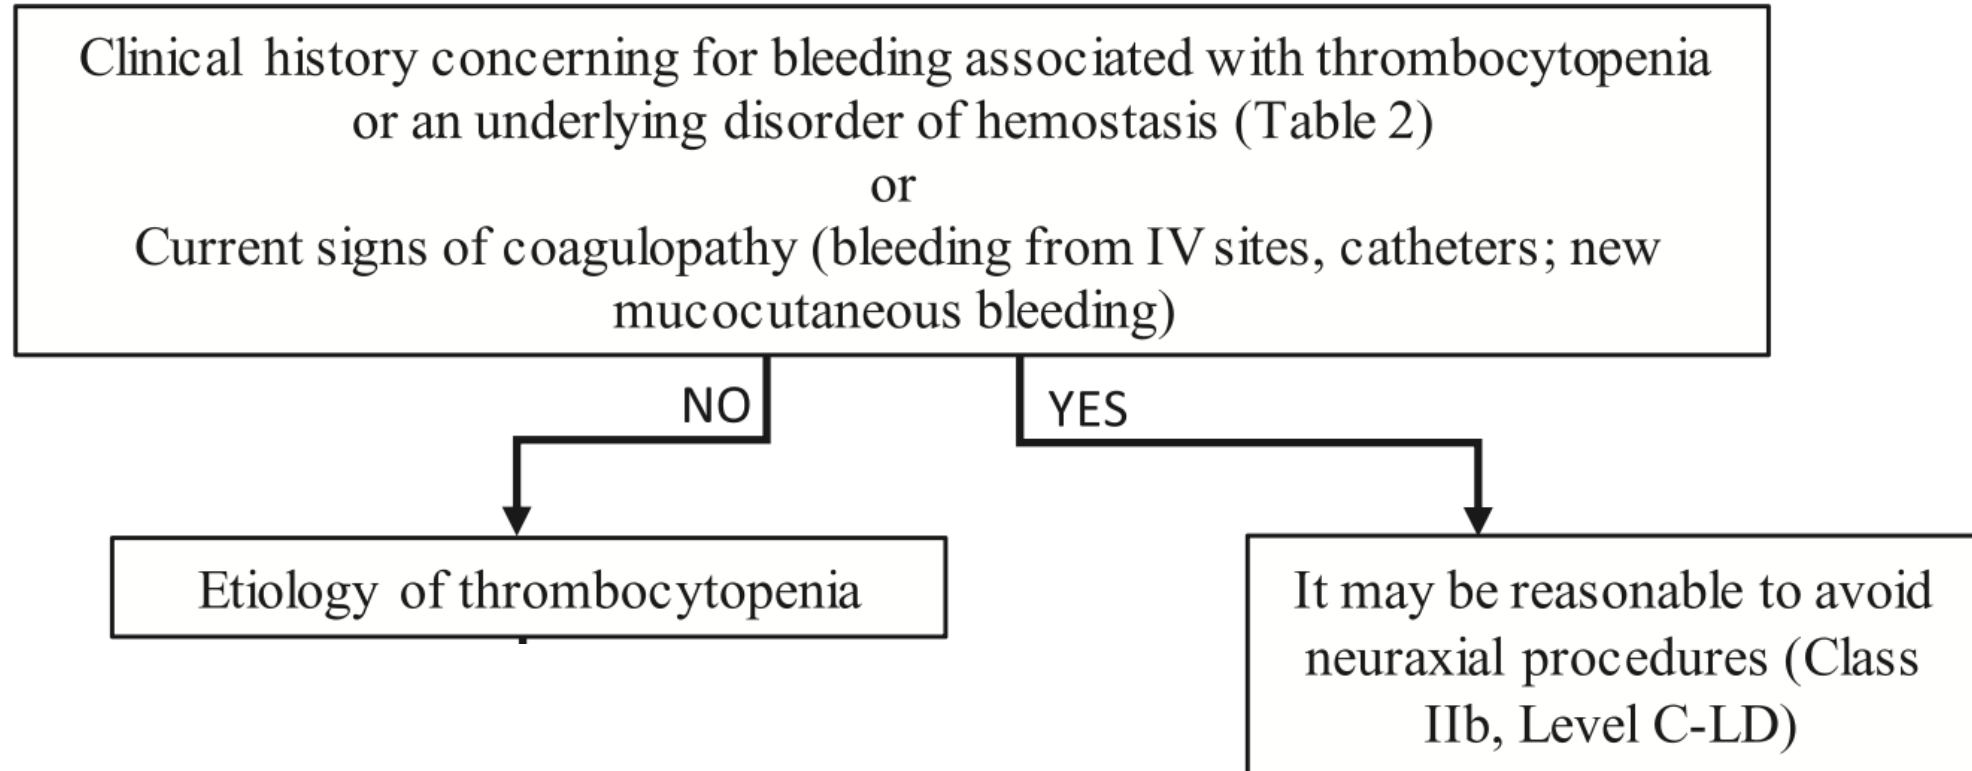 Clinical history concerning for bleeding associated with thrombocytopenia
or an underlying disorder of hemostasis (Table 2)
or
Current signs of coagulopathy (bleeding from IV sites, catheters; new
mucocutaneous bleeding)
NO
YES
Etiology of thrombocytopenia
It may be reasonable to avoid
neuraxial procedures (Class
IIb, Level C-LD)